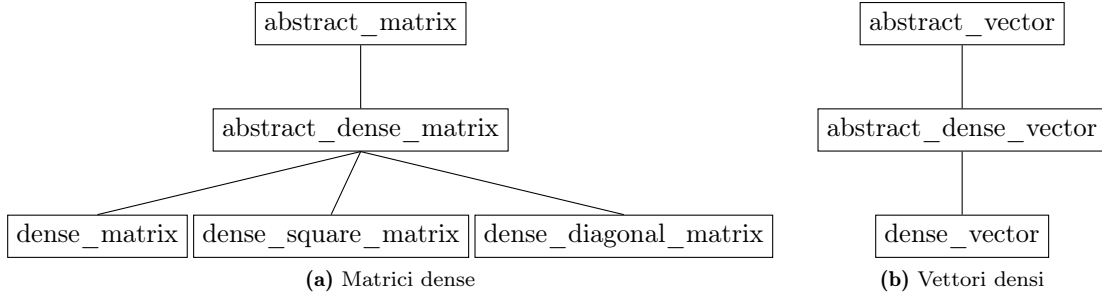 abstract_matrix
abstract_dense_matrix
dense_matrix
dense_square_matrix
dense_diagonal_matrix
(a) Matrici dense
abstract_vector
abstract_dense_vector
dense_vector
(b) Vettori densi